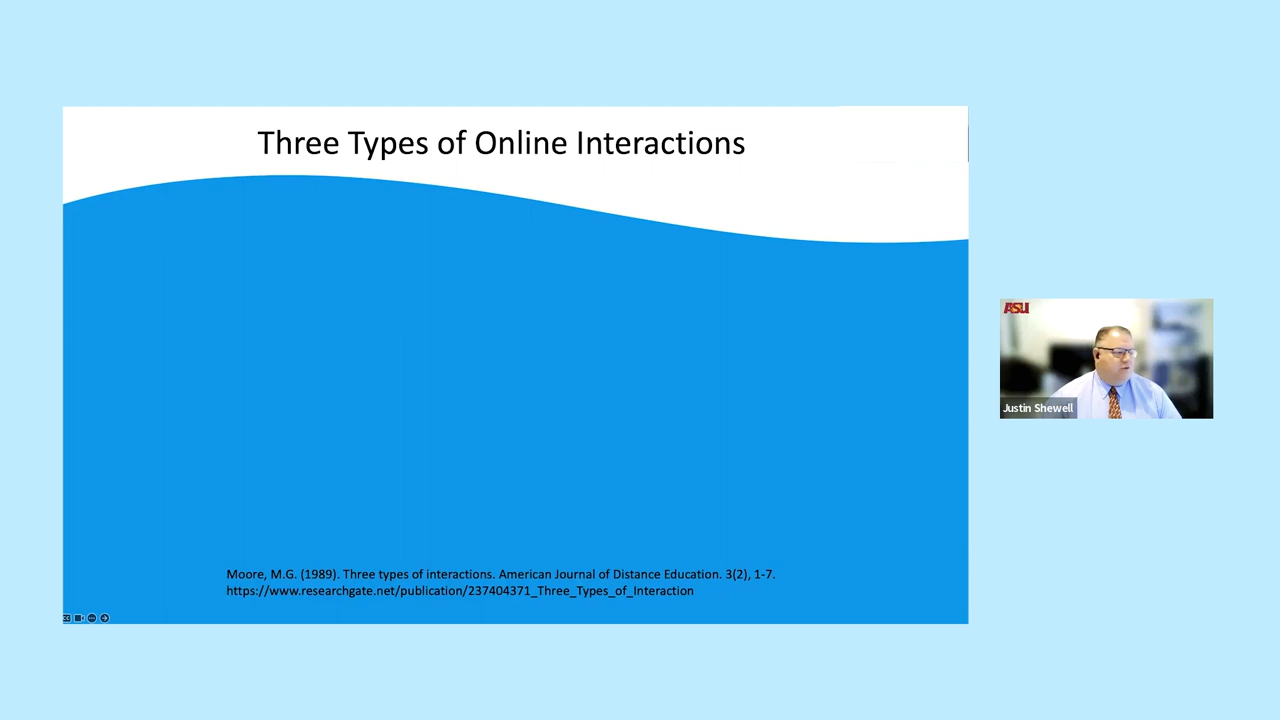 Three Types of Online Interactions
ASU
Justin Shewell
Moore, M.G. (1989). Three types of interactions. American Journal of Distance Education. 3(2), 1-7.
https://www.researchgate.net/publication/237404371_Three_Types_of_Interaction